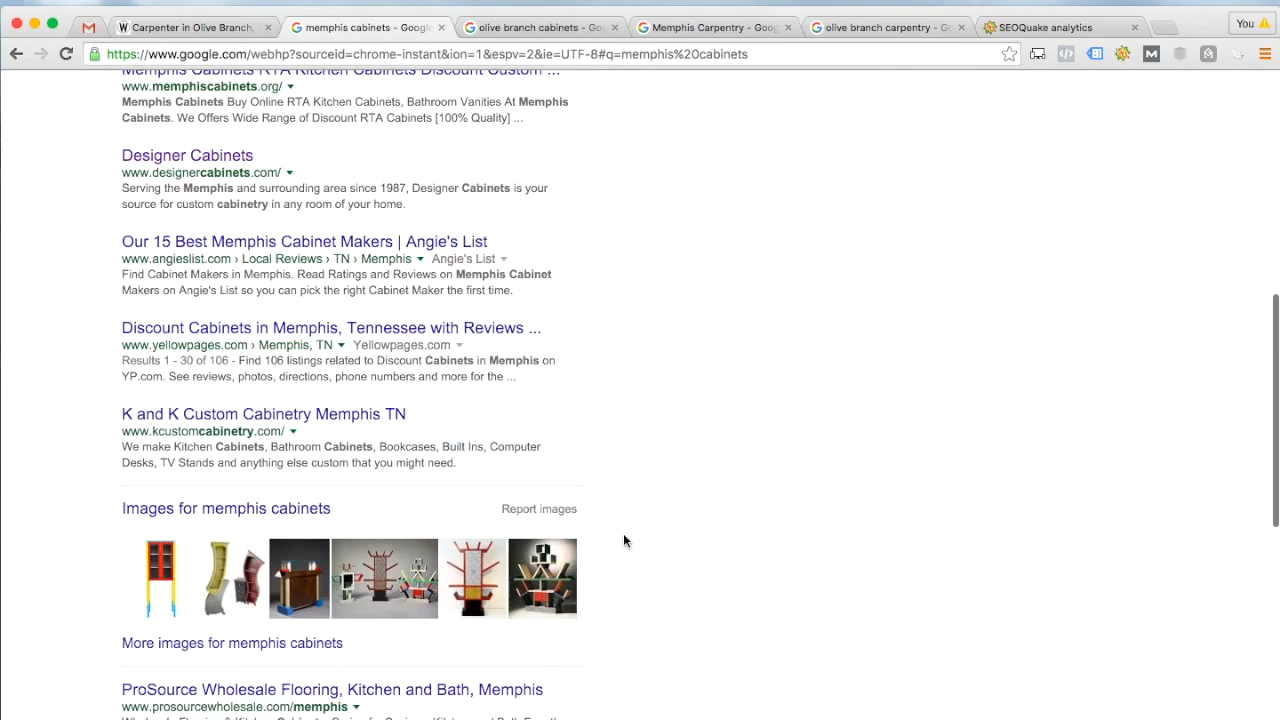 Carpenter in Olive Branch,
memphis cabinets - Google
olive branch cabinets - Goo
Memphis Carpentry - Goog
olive branch carpentry - Go
SEOQuake analytics
You
https://www.google.com/webhp?sourceid=chrome-instant&ion=1&espv=2&ie=UTF-8#q=memphis%20cabinets
Memphis Cabinets RTA Kitchen Cabinets Discount Custom ...
www.memphiscabinets.org/
Memphis Cabinets Buy Online RTA Kitchen Cabinets, Bathroom Vanities At Memphis
Cabinets. We Offers Wide Range of Discount RTA Cabinets [100% Quality] ...
Designer Cabinets
www.designercabinets.com/
Serving the Memphis and surrounding area since 1987, Designer Cabinets is your
source for custom cabinetry in any room of your home.
Our 15 Best Memphis Cabinet Makers | Angie's List
www.angieslist.com › Local Reviews › TN › Memphis Angie's List
Find Cabinet Makers in Memphis. Read Ratings and Reviews on Memphis Cabinet
Makers on Angie's List so you can pick the right Cabinet Maker the first time.
Discount Cabinets in Memphis, Tennessee with Reviews ...
www.yellowpages.com › Memphis, TN Yellowpages.com
Results 1 - 30 of 106 - Find 106 listings related to Discount Cabinets in Memphis on
YP.com. See reviews, photos, directions, phone numbers and more for the ...
K and K Custom Cabinetry Memphis TN
www.kcustomcabinetry.com/
We make Kitchen Cabinets, Bathroom Cabinets, Bookcases, Built Ins, Computer
Desks, TV Stands and anything else custom that you might need.
Images for memphis cabinets Report images
More images for memphis cabinets
ProSource Wholesale Flooring, Kitchen and Bath, Memphis
www.prosourcewholesale.com/memphis